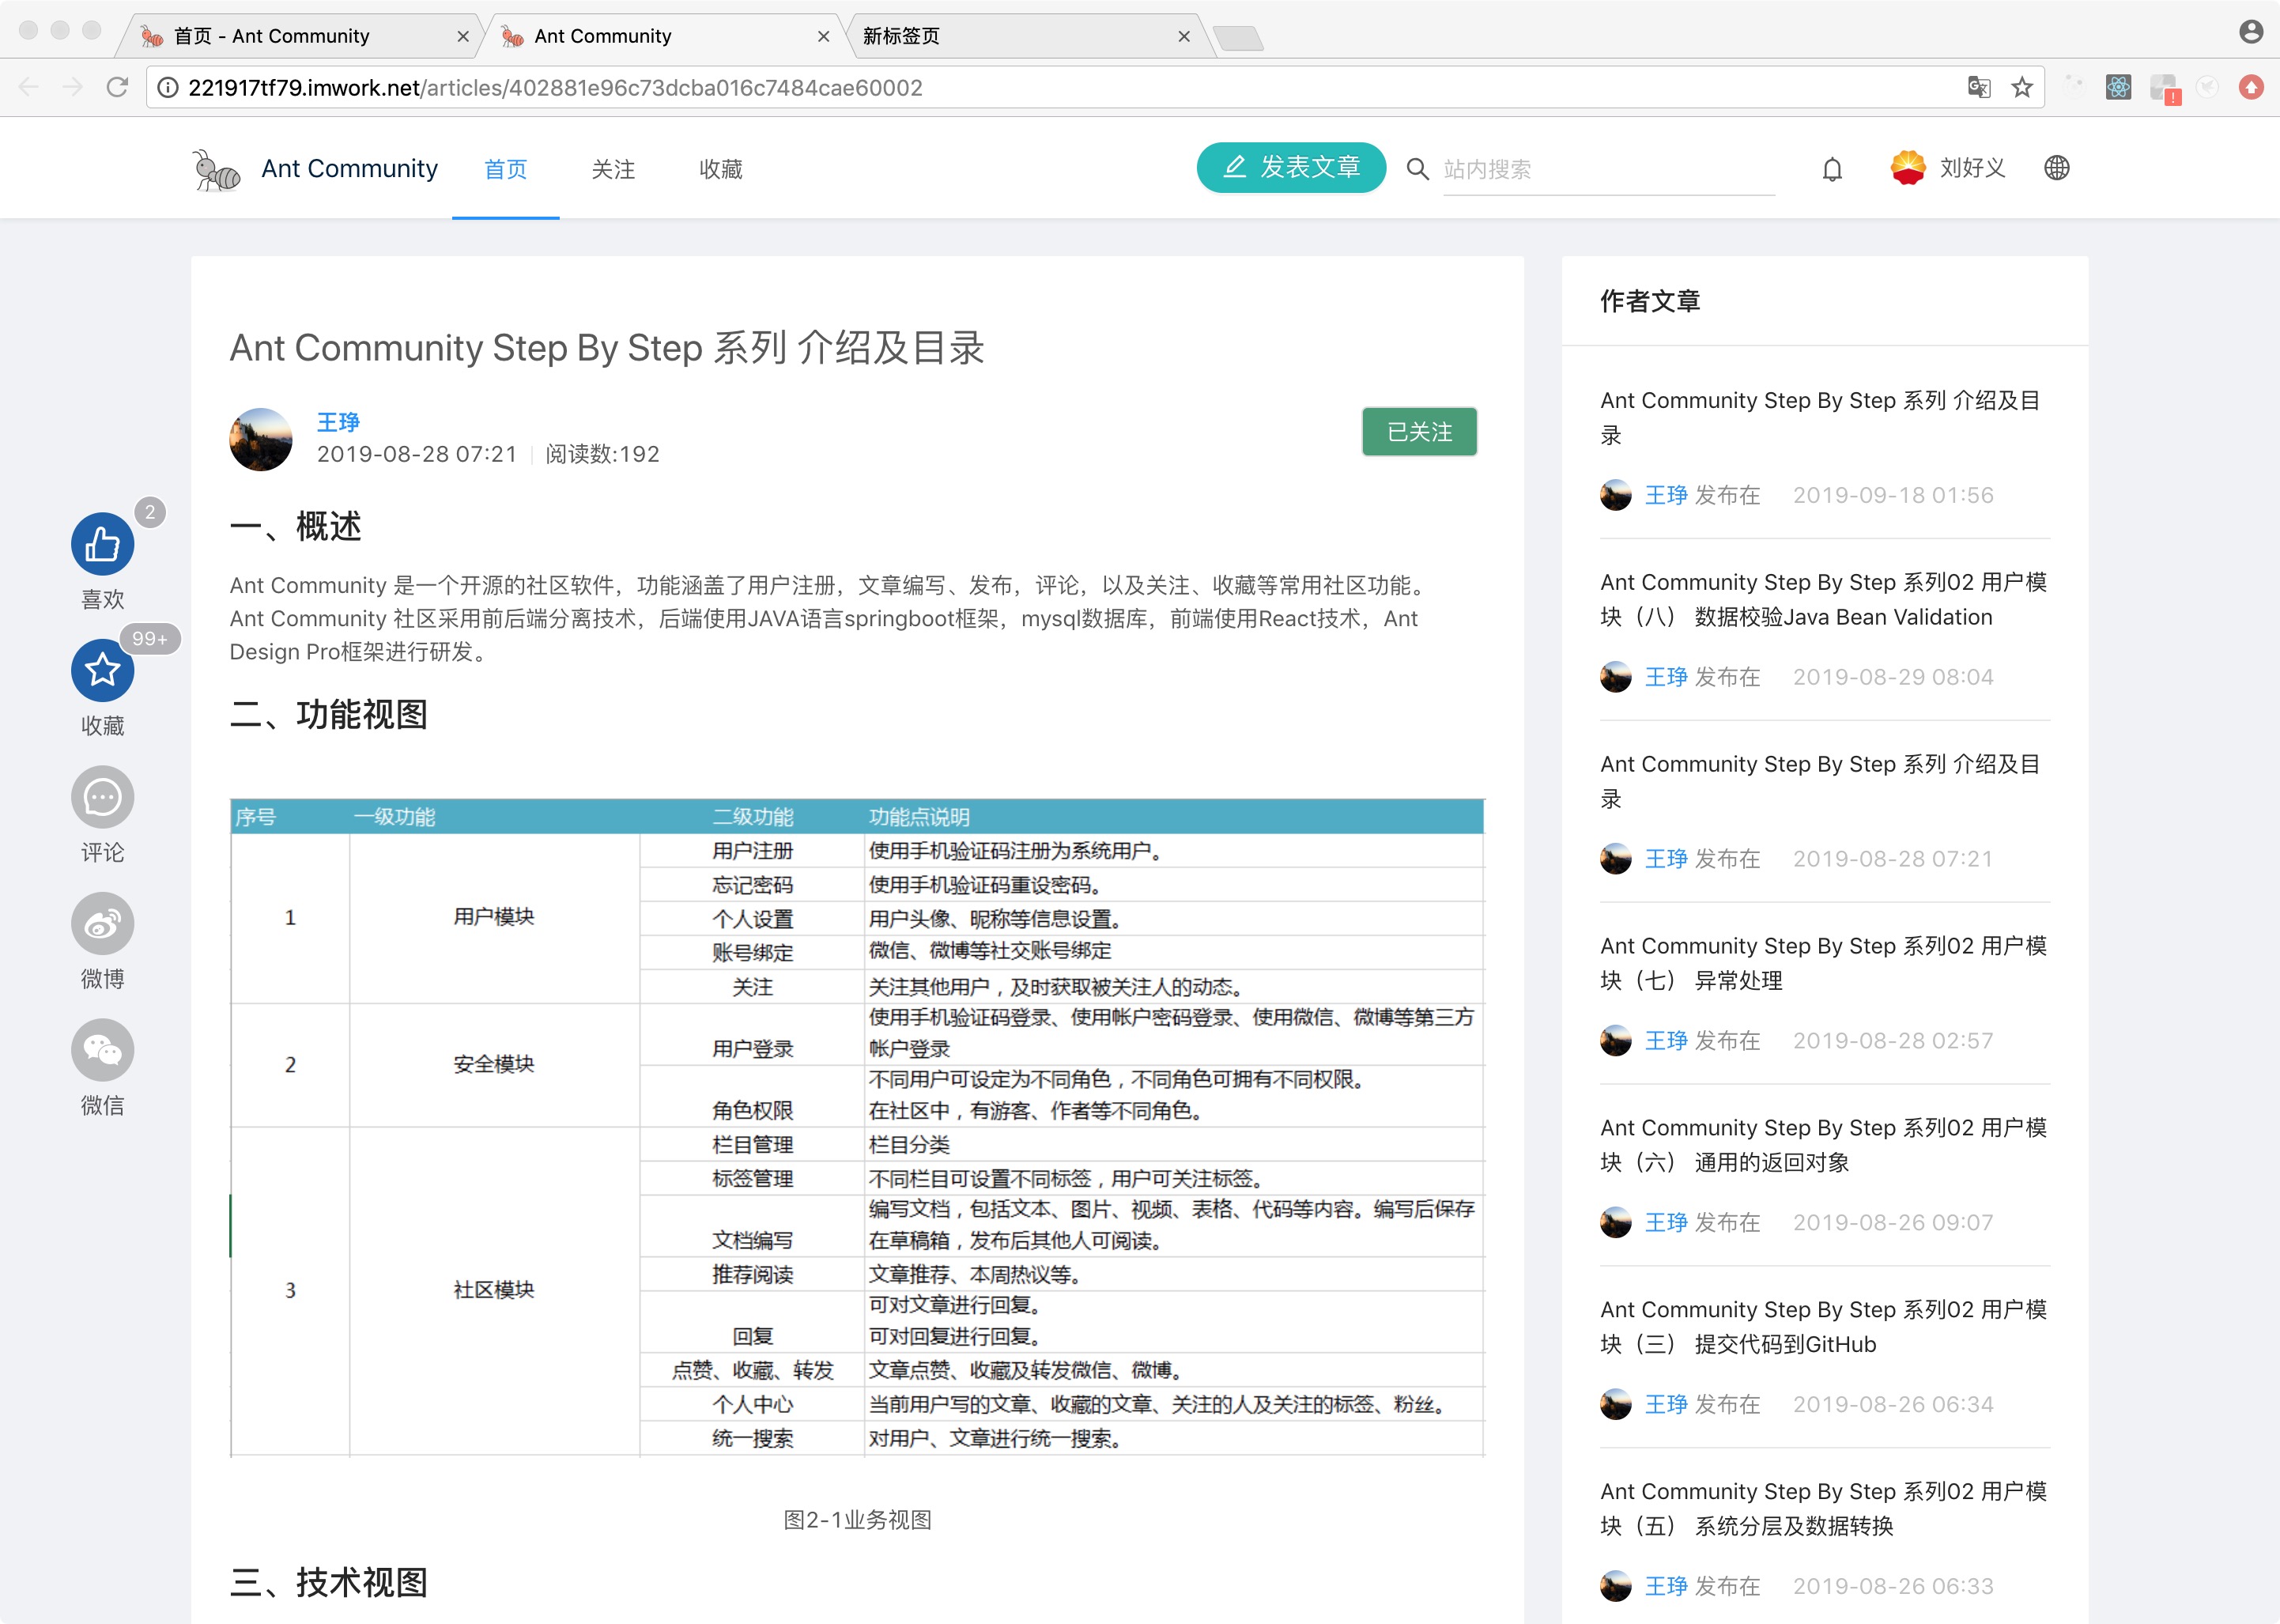 首页 - Ant Community
Ant Community
新标签页
221917tf79.imwork.net/articles/402881e96c73dcba016c7484cae60002
Ant Community 首页 关注 收藏 发表文章 站内搜索 刘好义
Ant Community Step By Step 系列 介绍及目录
王琤
2019-08-28 07:21 阅读数:192
已关注
2
喜欢
99+
收藏
评论
微博
微信
一、概述
Ant Community 是一个开源的社区软件，功能涵盖了用户注册，文章编写、发布，评论，以及关注、收藏等常用社区功能。
Ant Community 社区采用前后端分离技术，后端使用JAVA语言springboot框架，mysql数据库，前端使用React技术，Ant
Design Pro框架进行研发。
二、功能视图
序号 一级功能 二级功能 功能点说明
1 用户模块
用户注册 使用手机验证码注册为系统用户。
忘记密码 使用手机验证码重设密码。
个人设置 用户头像、昵称等信息设置。
账号绑定 微信、微博等社交账号绑定
关注 关注其他用户，及时获取被关注人的动态。
2 安全模块
使用手机验证码登录、使用帐户密码登录、使用微信、微博等第三方
用户登录 帐户登录
不同用户可设定为不同角色，不同角色可拥有不同权限。
角色权限 在社区中，有游客、作者等不同角色。
3 社区模块
栏目管理 栏目分类
标签管理 不同栏目可设置不同标签，用户可关注标签。
编写文档，包括文本、图片、视频、表格、代码等内容。编写后保存
文档编写 在草稿箱，发布后其他人可阅读。
推荐阅读 文章推荐、本周热议等。
可对文章进行回复。
回复 可对回复进行回复。
点赞、收藏、转发 文章点赞、收藏及转发微信、微博。
个人中心 当前用户写的文章、收藏的文章、关注的人及关注的标签、粉丝。
统一搜索 对用户、文章进行统一搜索。
图2-1业务视图
三、技术视图
作者文章
Ant Community Step By Step 系列 介绍及目
录
王琤 发布在 2019-09-18 01:56
Ant Community Step By Step 系列02 用户模
块（八） 数据校验Java Bean Validation
王琤 发布在 2019-08-29 08:04
Ant Community Step By Step 系列 介绍及目
录
王琤 发布在 2019-08-28 07:21
Ant Community Step By Step 系列02 用户模
块（七） 异常处理
王琤 发布在 2019-08-28 02:57
Ant Community Step By Step 系列02 用户模
块（六） 通用的返回对象
王琤 发布在 2019-08-26 09:07
Ant Community Step By Step 系列02 用户模
块（三） 提交代码到GitHub
王琤 发布在 2019-08-26 06:34
Ant Community Step By Step 系列02 用户模
块（五） 系统分层及数据转换
王琤 发布在 2019-08-26 06:33